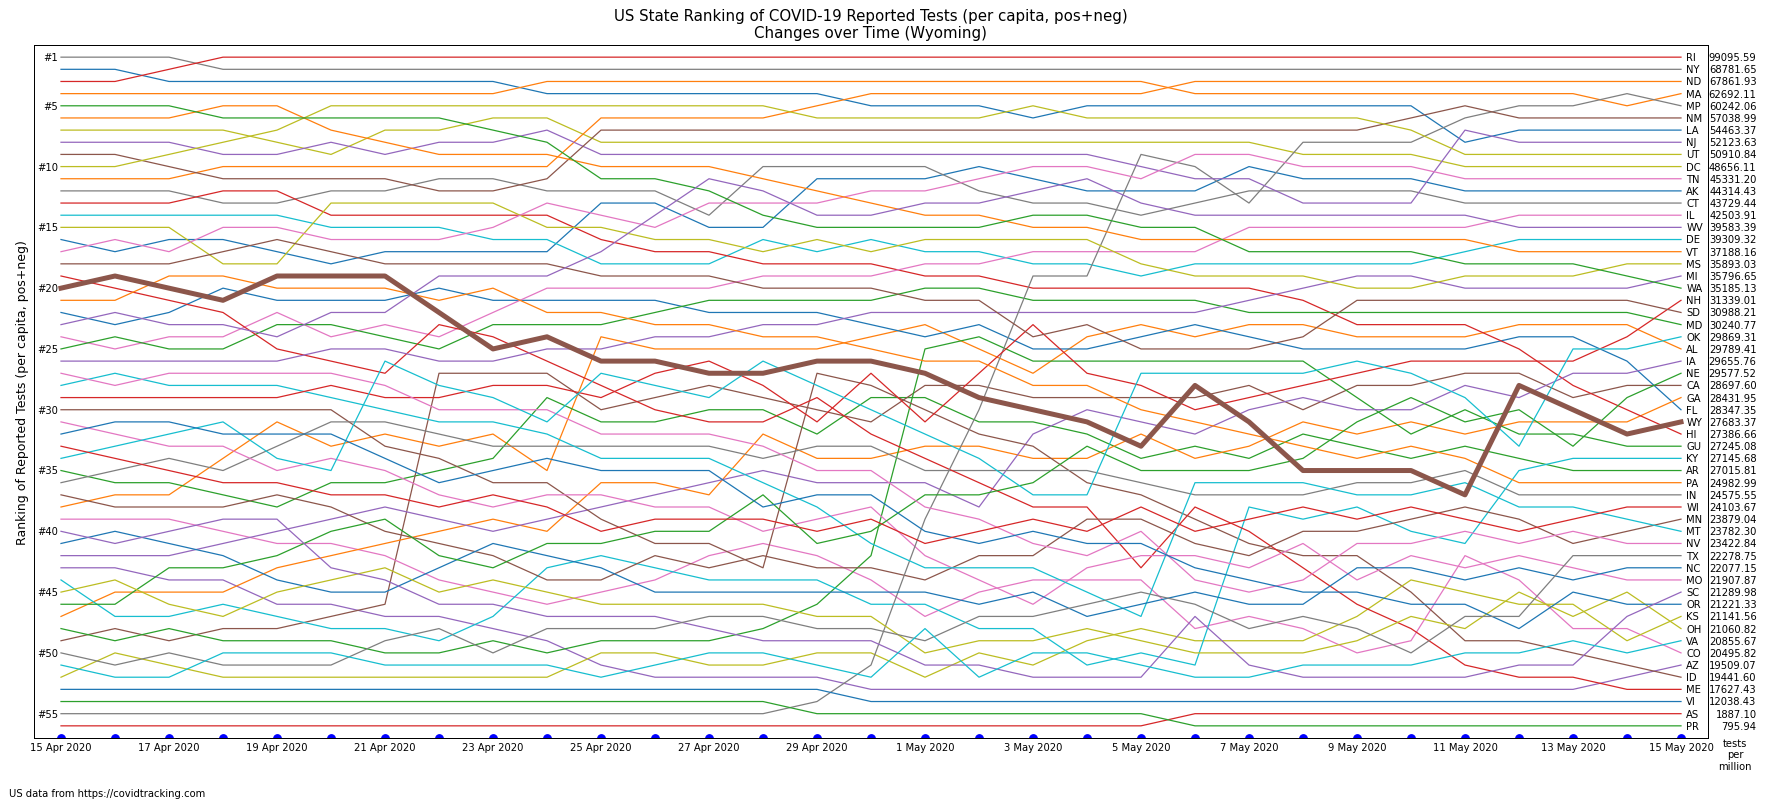 US State Ranking of COVID-19 Reported Tests (per capita, pos+neg)
Changes over Time (Wyoming)
Ranking of Reported Tests (per capita, pos+neg)
#1
#5
#10
#15
#20
#25
#30
#35
#40
#45
#50
#55
RI 99095.59
NY 68781.65
ND 67861.93
MA 62692.11
MP 60242.06
NM 57038.99
LA 54463.37
NJ 52123.63
UT 50910.84
DC 48656.11
TN 45331.20
AK 44314.43
CT 43729.44
IL 42503.91
WV 39583.39
DE 39309.32
VT 37188.16
MS 35893.03
MI 35796.65
WA 35185.13
NH 31339.01
SD 30988.21
MD 30240.77
OK 29869.31
AL 29789.41
IA 29655.76
NE 29577.52
CA 28697.60
GA 28431.95
FL 28347.35
WY 27683.37
HI 27386.66
GU 27245.08
KY 27145.68
AR 27015.81
PA 24982.99
IN 24575.55
WI 24103.67
MN 23879.04
MT 23782.30
NV 23422.84
TX 22278.75
NC 22077.15
MO 21907.87
SC 21289.98
OR 21221.33
KS 21141.56
OH 21060.82
VA 20855.67
CO 20495.82
AZ 19509.07
ID 19441.60
ME 17627.43
VI 12038.43
AS 1887.10
PR 795.94
15 Apr 2020 17 Apr 2020 19 Apr 2020 21 Apr 2020 23 Apr 2020 25 Apr 2020 27 Apr 2020 29 Apr 2020 1 May 2020 3 May 2020 5 May 2020 7 May 2020 9 May 2020 11 May 2020 13 May 2020 15 May 2020
tests
per
million
US data from https://covidtracking.com